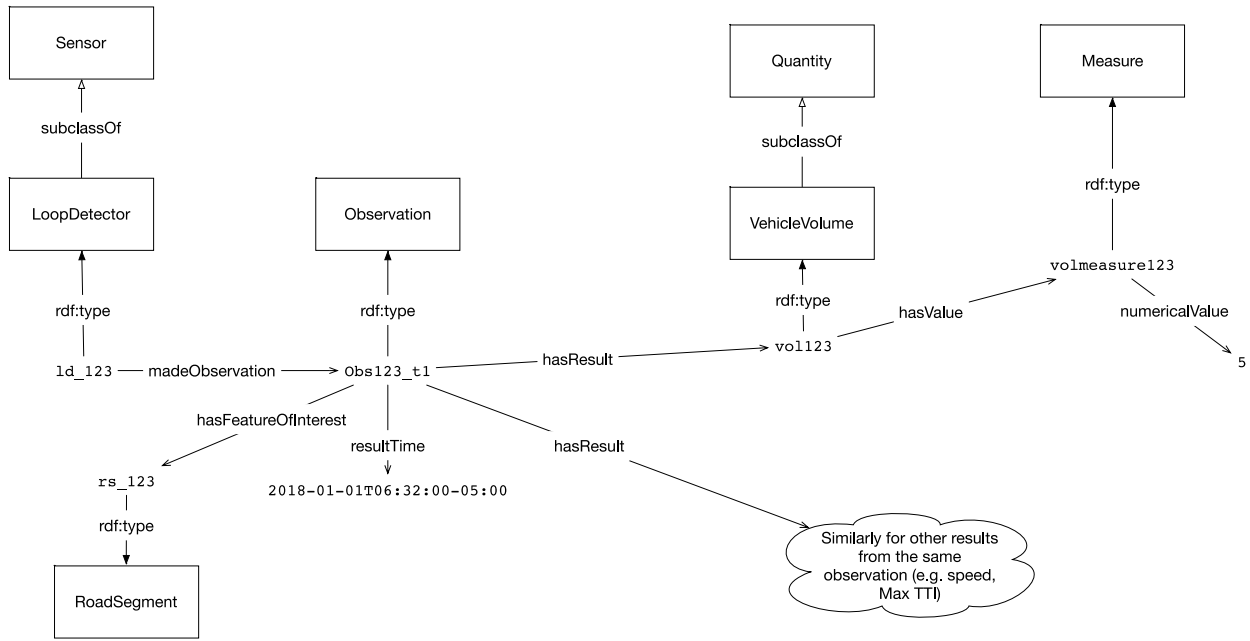 Sensor
Quantity
Measure
subclassOf
subclassOf
rdf:type
LoopDetector
Observation
VehicleVolume
volmeasure123
rdf:type
rdf:type
rdf:type
hasValue
numericalValue
vol123
hasResult
5
ld_123
madeObservation
Obs123_t1
hasFeatureOfInterest
resultTime
hasResult
rs_123
2018-01-01T06:32:00-05:00
rdf:type
Similarly for other results
from the same
observation (e.g. speed,
Max TTI)
RoadSegment